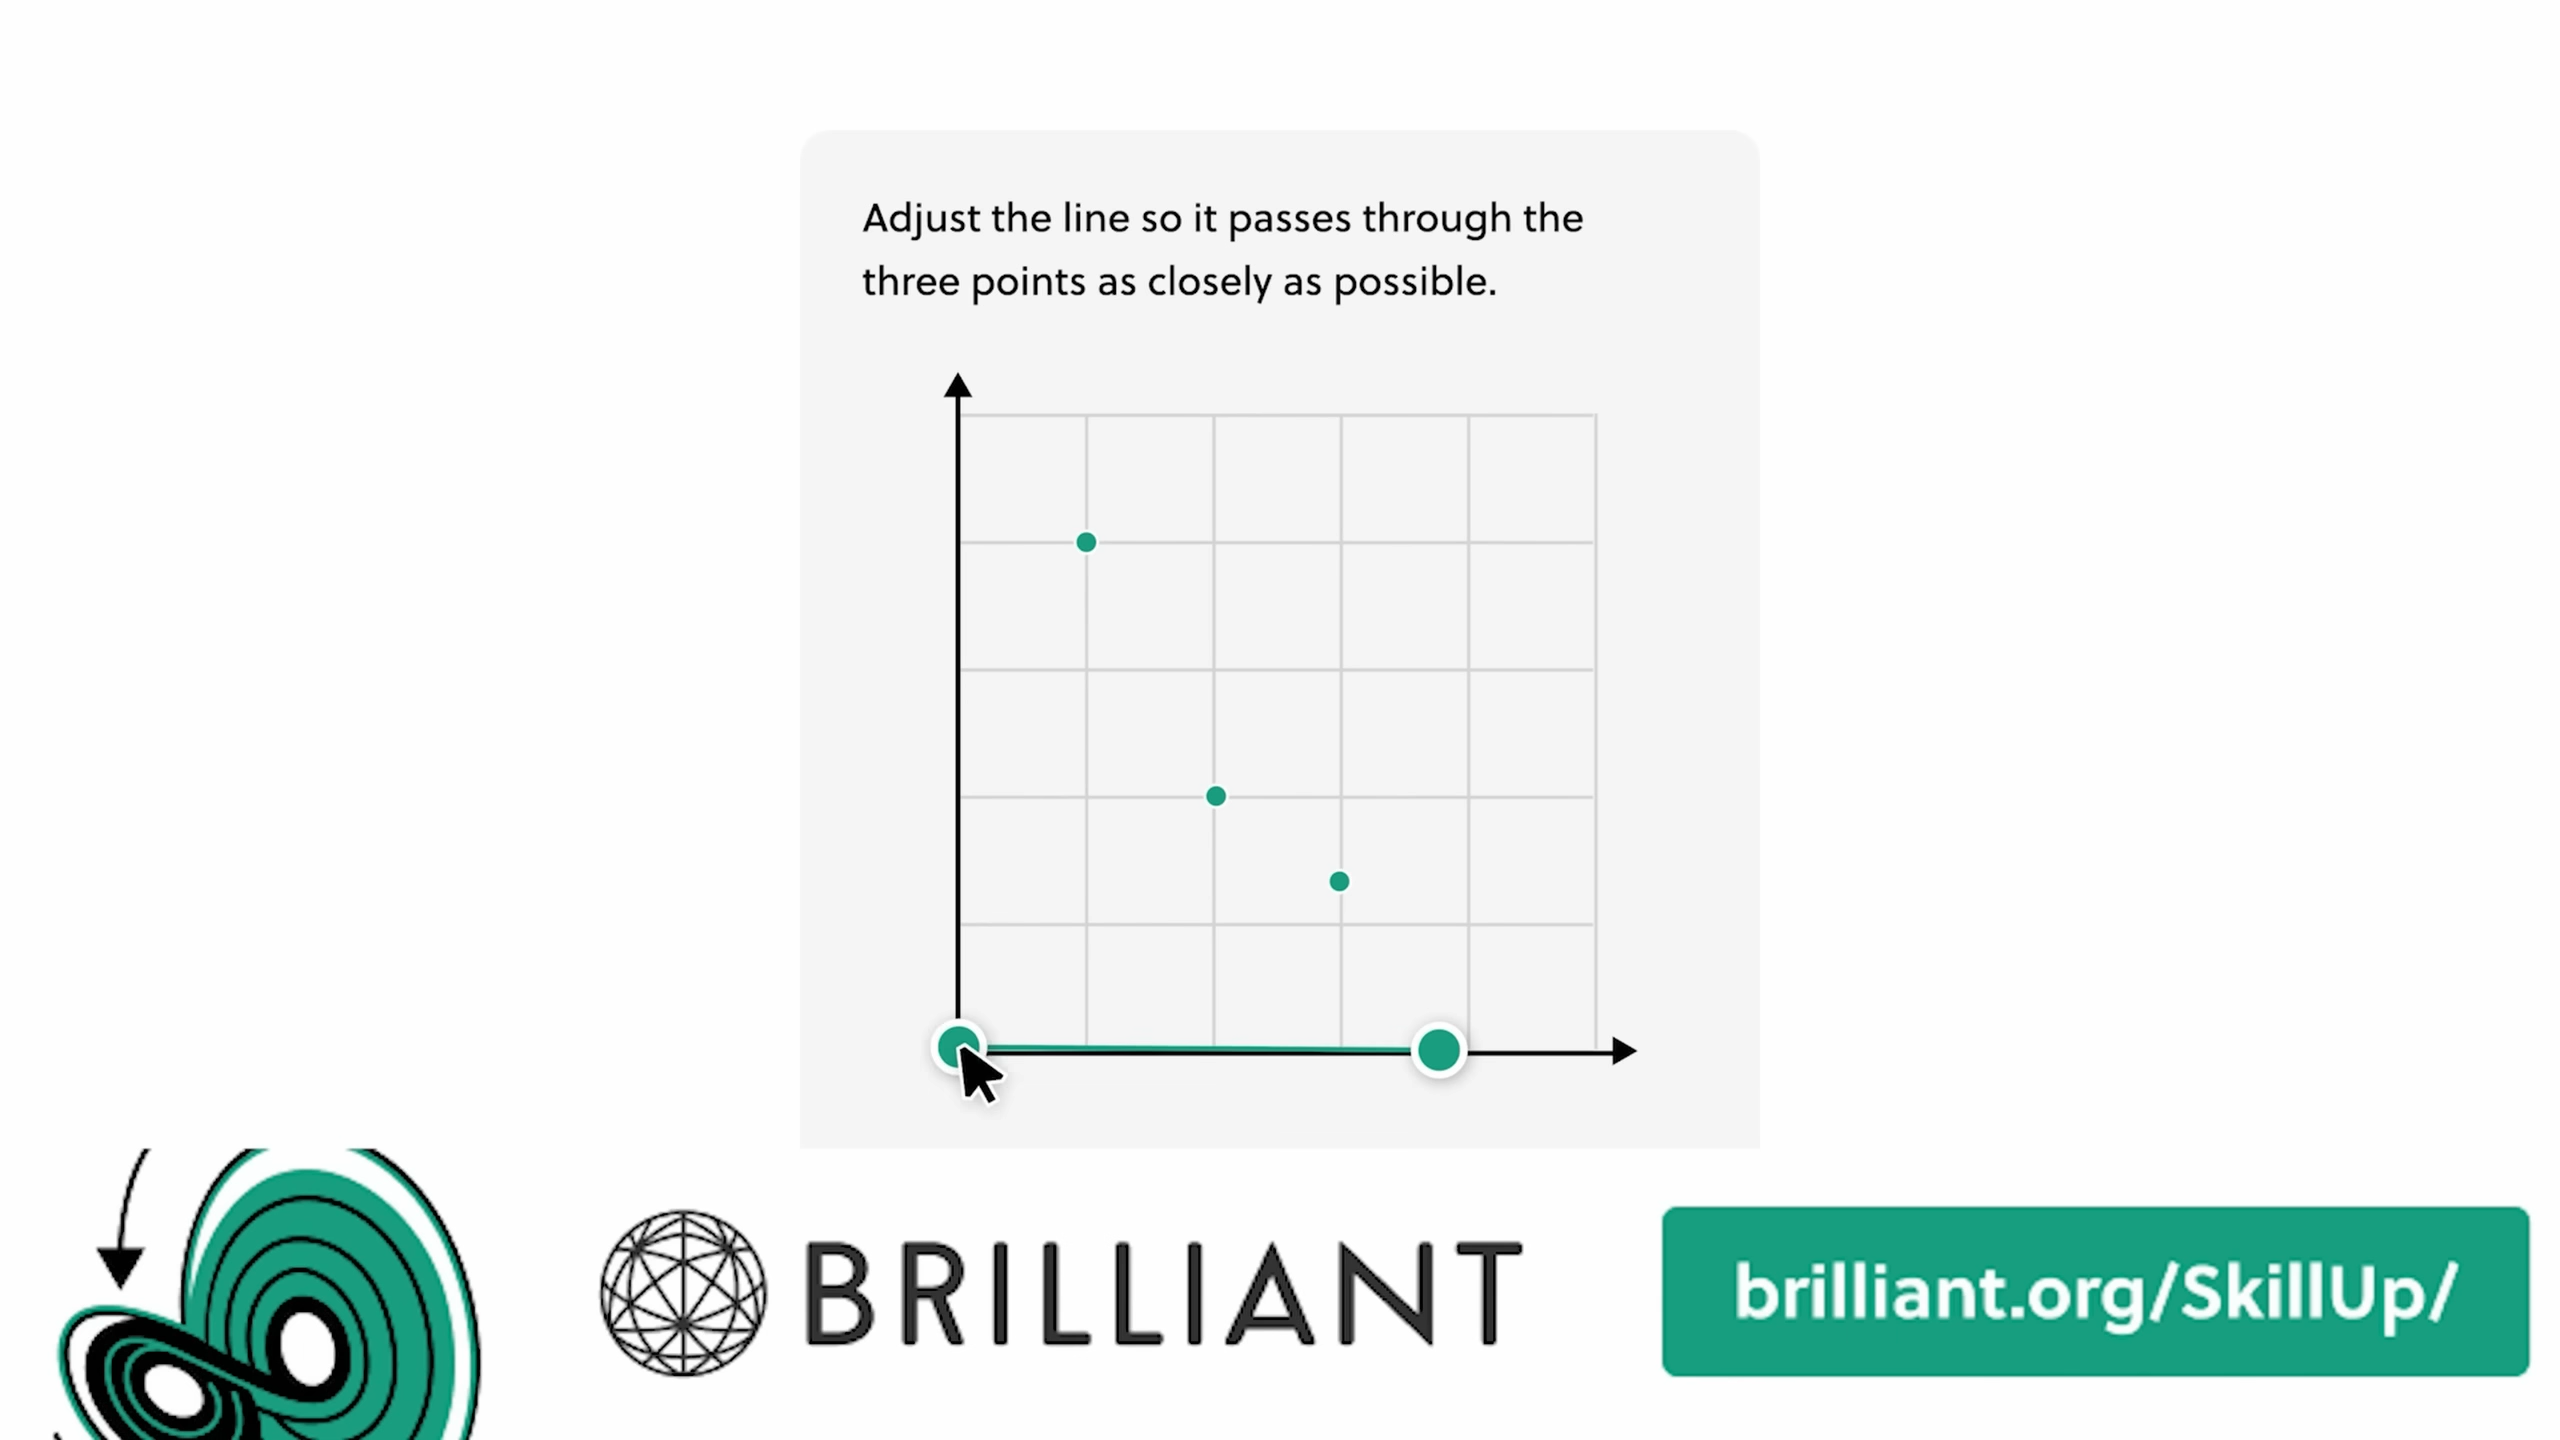 Adjust the line so it passes through the
three points as closely as possible.
BRILLIANT
brilliant.org/SkillUp/